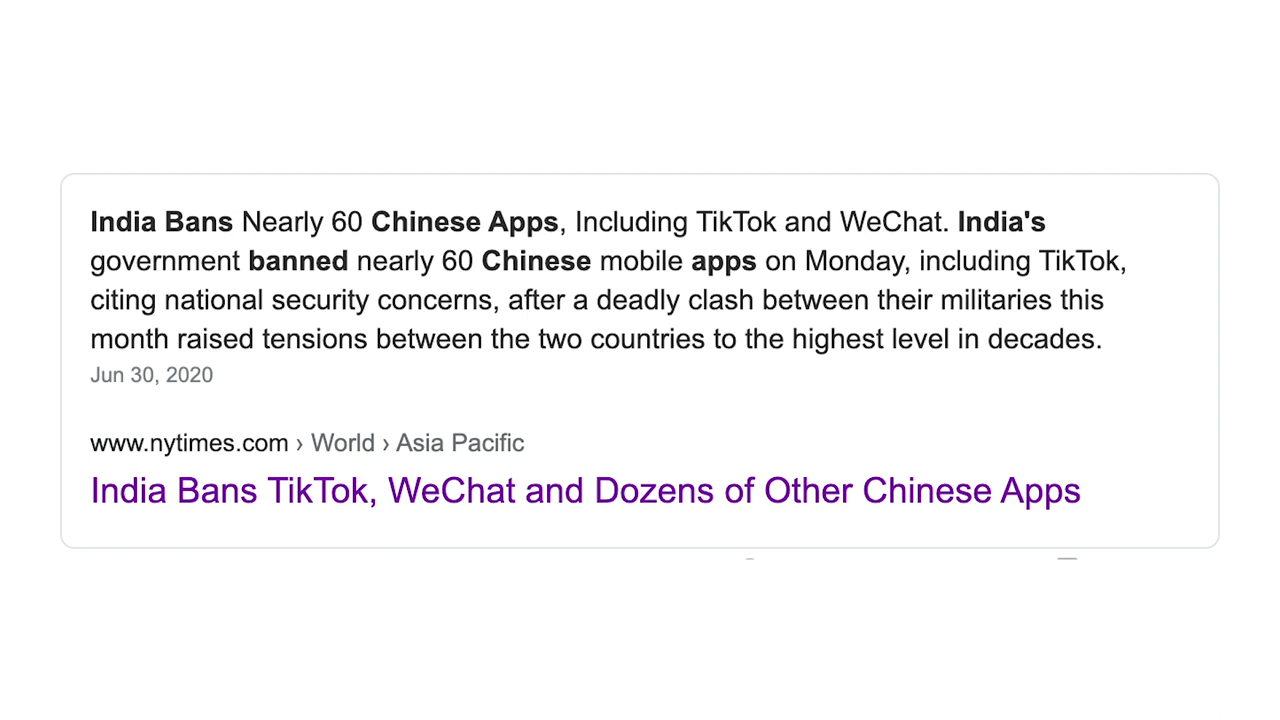 India Bans Nearly 60 Chinese Apps, Including TikTok and WeChat. India's
government banned nearly 60 Chinese mobile apps on Monday, including TikTok,
citing national security concerns, after a deadly clash between their militaries this
month raised tensions between the two countries to the highest level in decades.
Jun 30, 2020
www.nytimes.com › World › Asia Pacific
India Bans TikTok, WeChat and Dozens of Other Chinese Apps